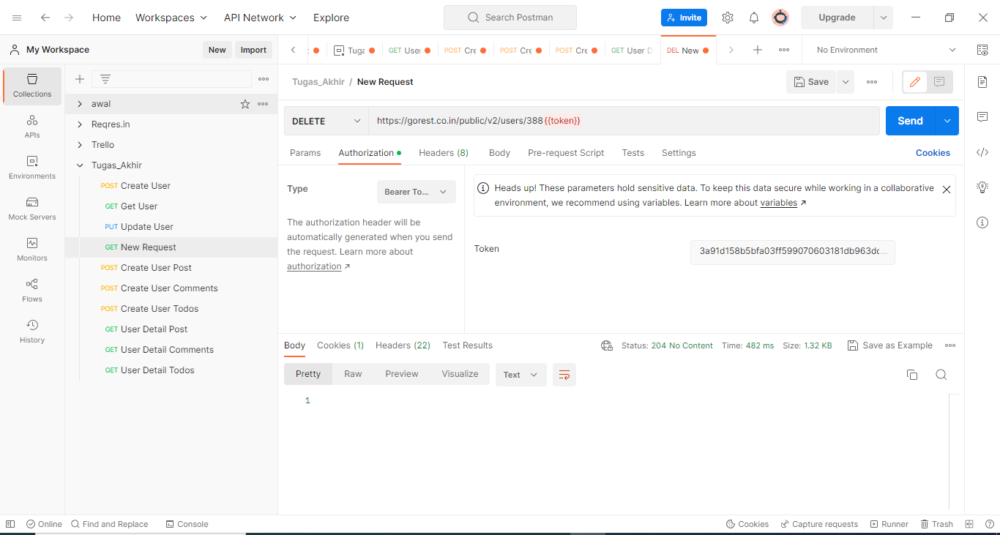 Home Workspaces API Network Explore Search Postman Invite Upgrade
My Workspace New Import Tuga GET User POST Cre POST Cre POST Cre GET User D DEL New No Environment
Collections
APIs
Environments
Mock Servers
Monitors
Flows
History
awal
Reqres.in
Trello
Tugas_Akhir
POST Create User
GET Get User
PUT Update User
GET New Request
POST Create User Post
POST Create User Comments
POST Create User Todos
GET User Detail Post
GET User Detail Comments
GET User Detail Todos
Tugas_Akhir / New Request Save
DELETE https://gorest.co.in/public/v2/users/388{{token}} Send
Params Authorization Headers (8) Body Pre-request Script Tests Settings Cookies
Type Bearer To...
The authorization header will be
automatically generated when you send
the request. Learn more about
authorization ↗
Heads up! These parameters hold sensitive data. To keep this data secure while working in a collaborative
environment, we recommend using variables. Learn more about variables ↗
Token 3a91d158b5bfa03ff599070603181db963dc...
Body Cookies (1) Headers (22) Test Results Status: 204 No Content Time: 482 ms Size: 1.32 KB Save as Example
Pretty Raw Preview Visualize Text
1
Online Find and Replace Console Cookies Capture requests Runner Trash